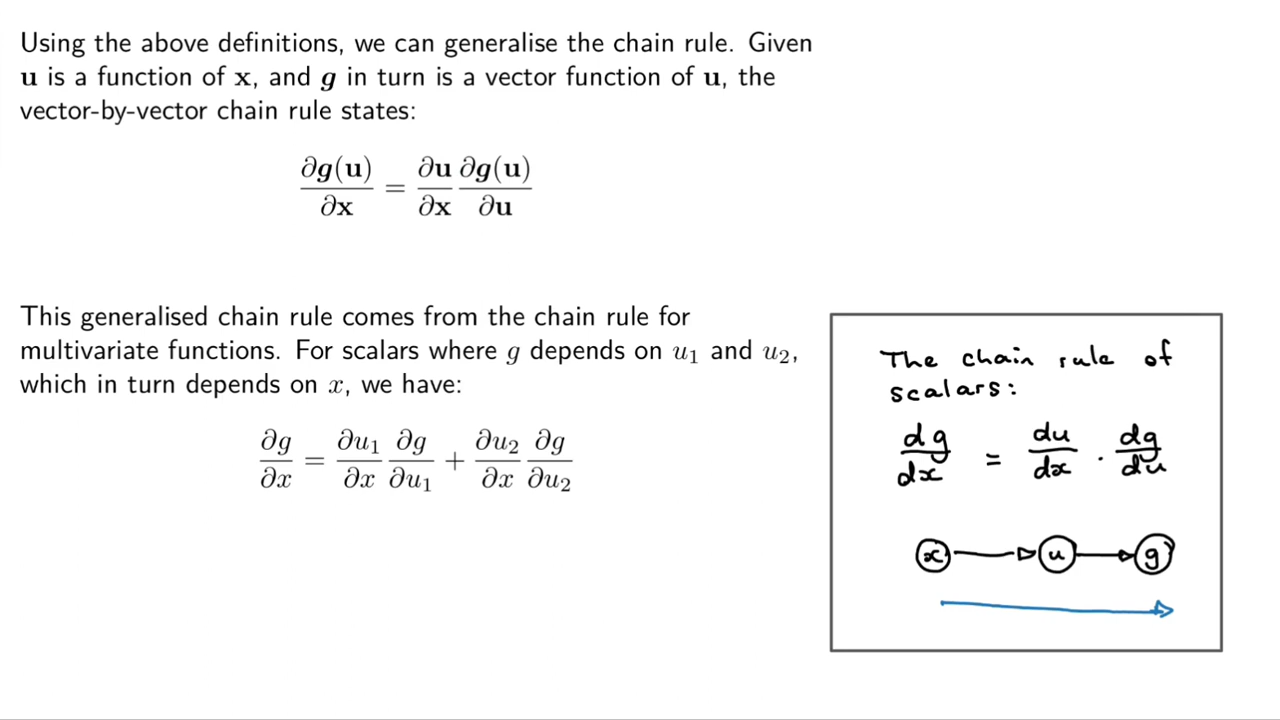 Using the above definitions, we can generalise the chain rule. Given
u is a function of x, and g in turn is a vector function of u, the
vector-by-vector chain rule states:
∂g(u)/∂x = ∂u/∂x ∂g(u)/∂u
This generalised chain rule comes from the chain rule for
multivariate functions. For scalars where g depends on u₁ and u₂,
which in turn depends on x, we have:
∂g/∂x = ∂u₁/∂x ∂g/∂u₁ + ∂u₂/∂x ∂g/∂u₂
The chain rule of
scalars:
dg/dx = du/dx · dg/du
x u g